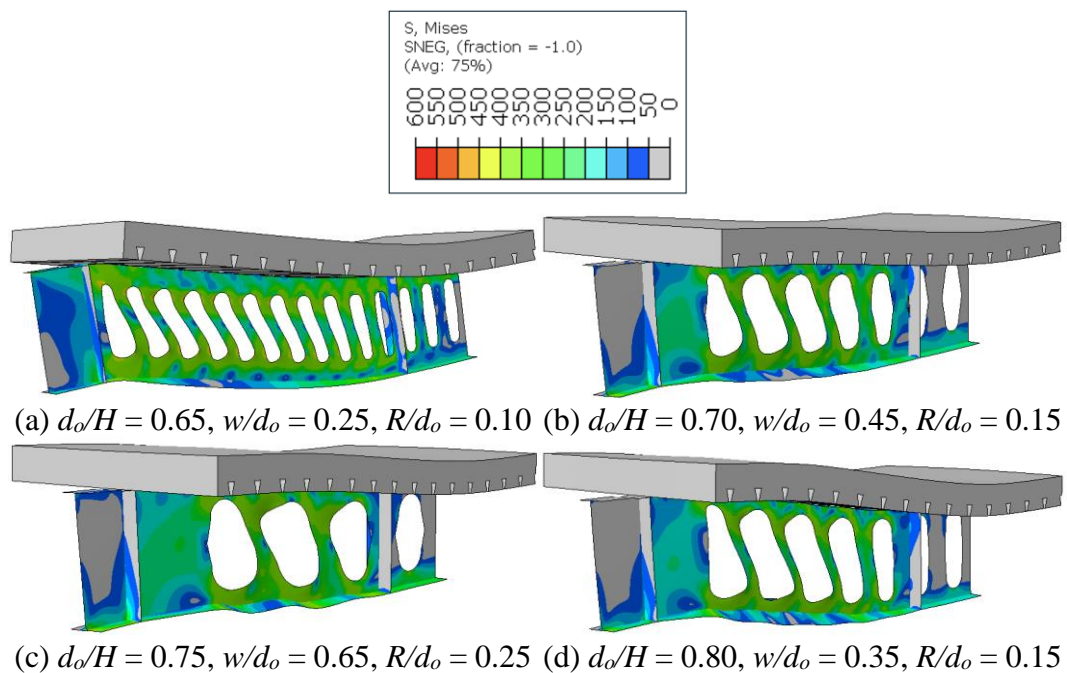 S, Mises
SNEG, (fraction = -1.0)
(Avg: 75%)
600
550
500
450
400
350
300
250
200
150
100
50
0
(a) dₒ/H = 0.65, w/dₒ = 0.25, R/dₒ = 0.10 (b) dₒ/H = 0.70, w/dₒ = 0.45, R/dₒ = 0.15
(c) dₒ/H = 0.75, w/dₒ = 0.65, R/dₒ = 0.25 (d) dₒ/H = 0.80, w/dₒ = 0.35, R/dₒ = 0.15